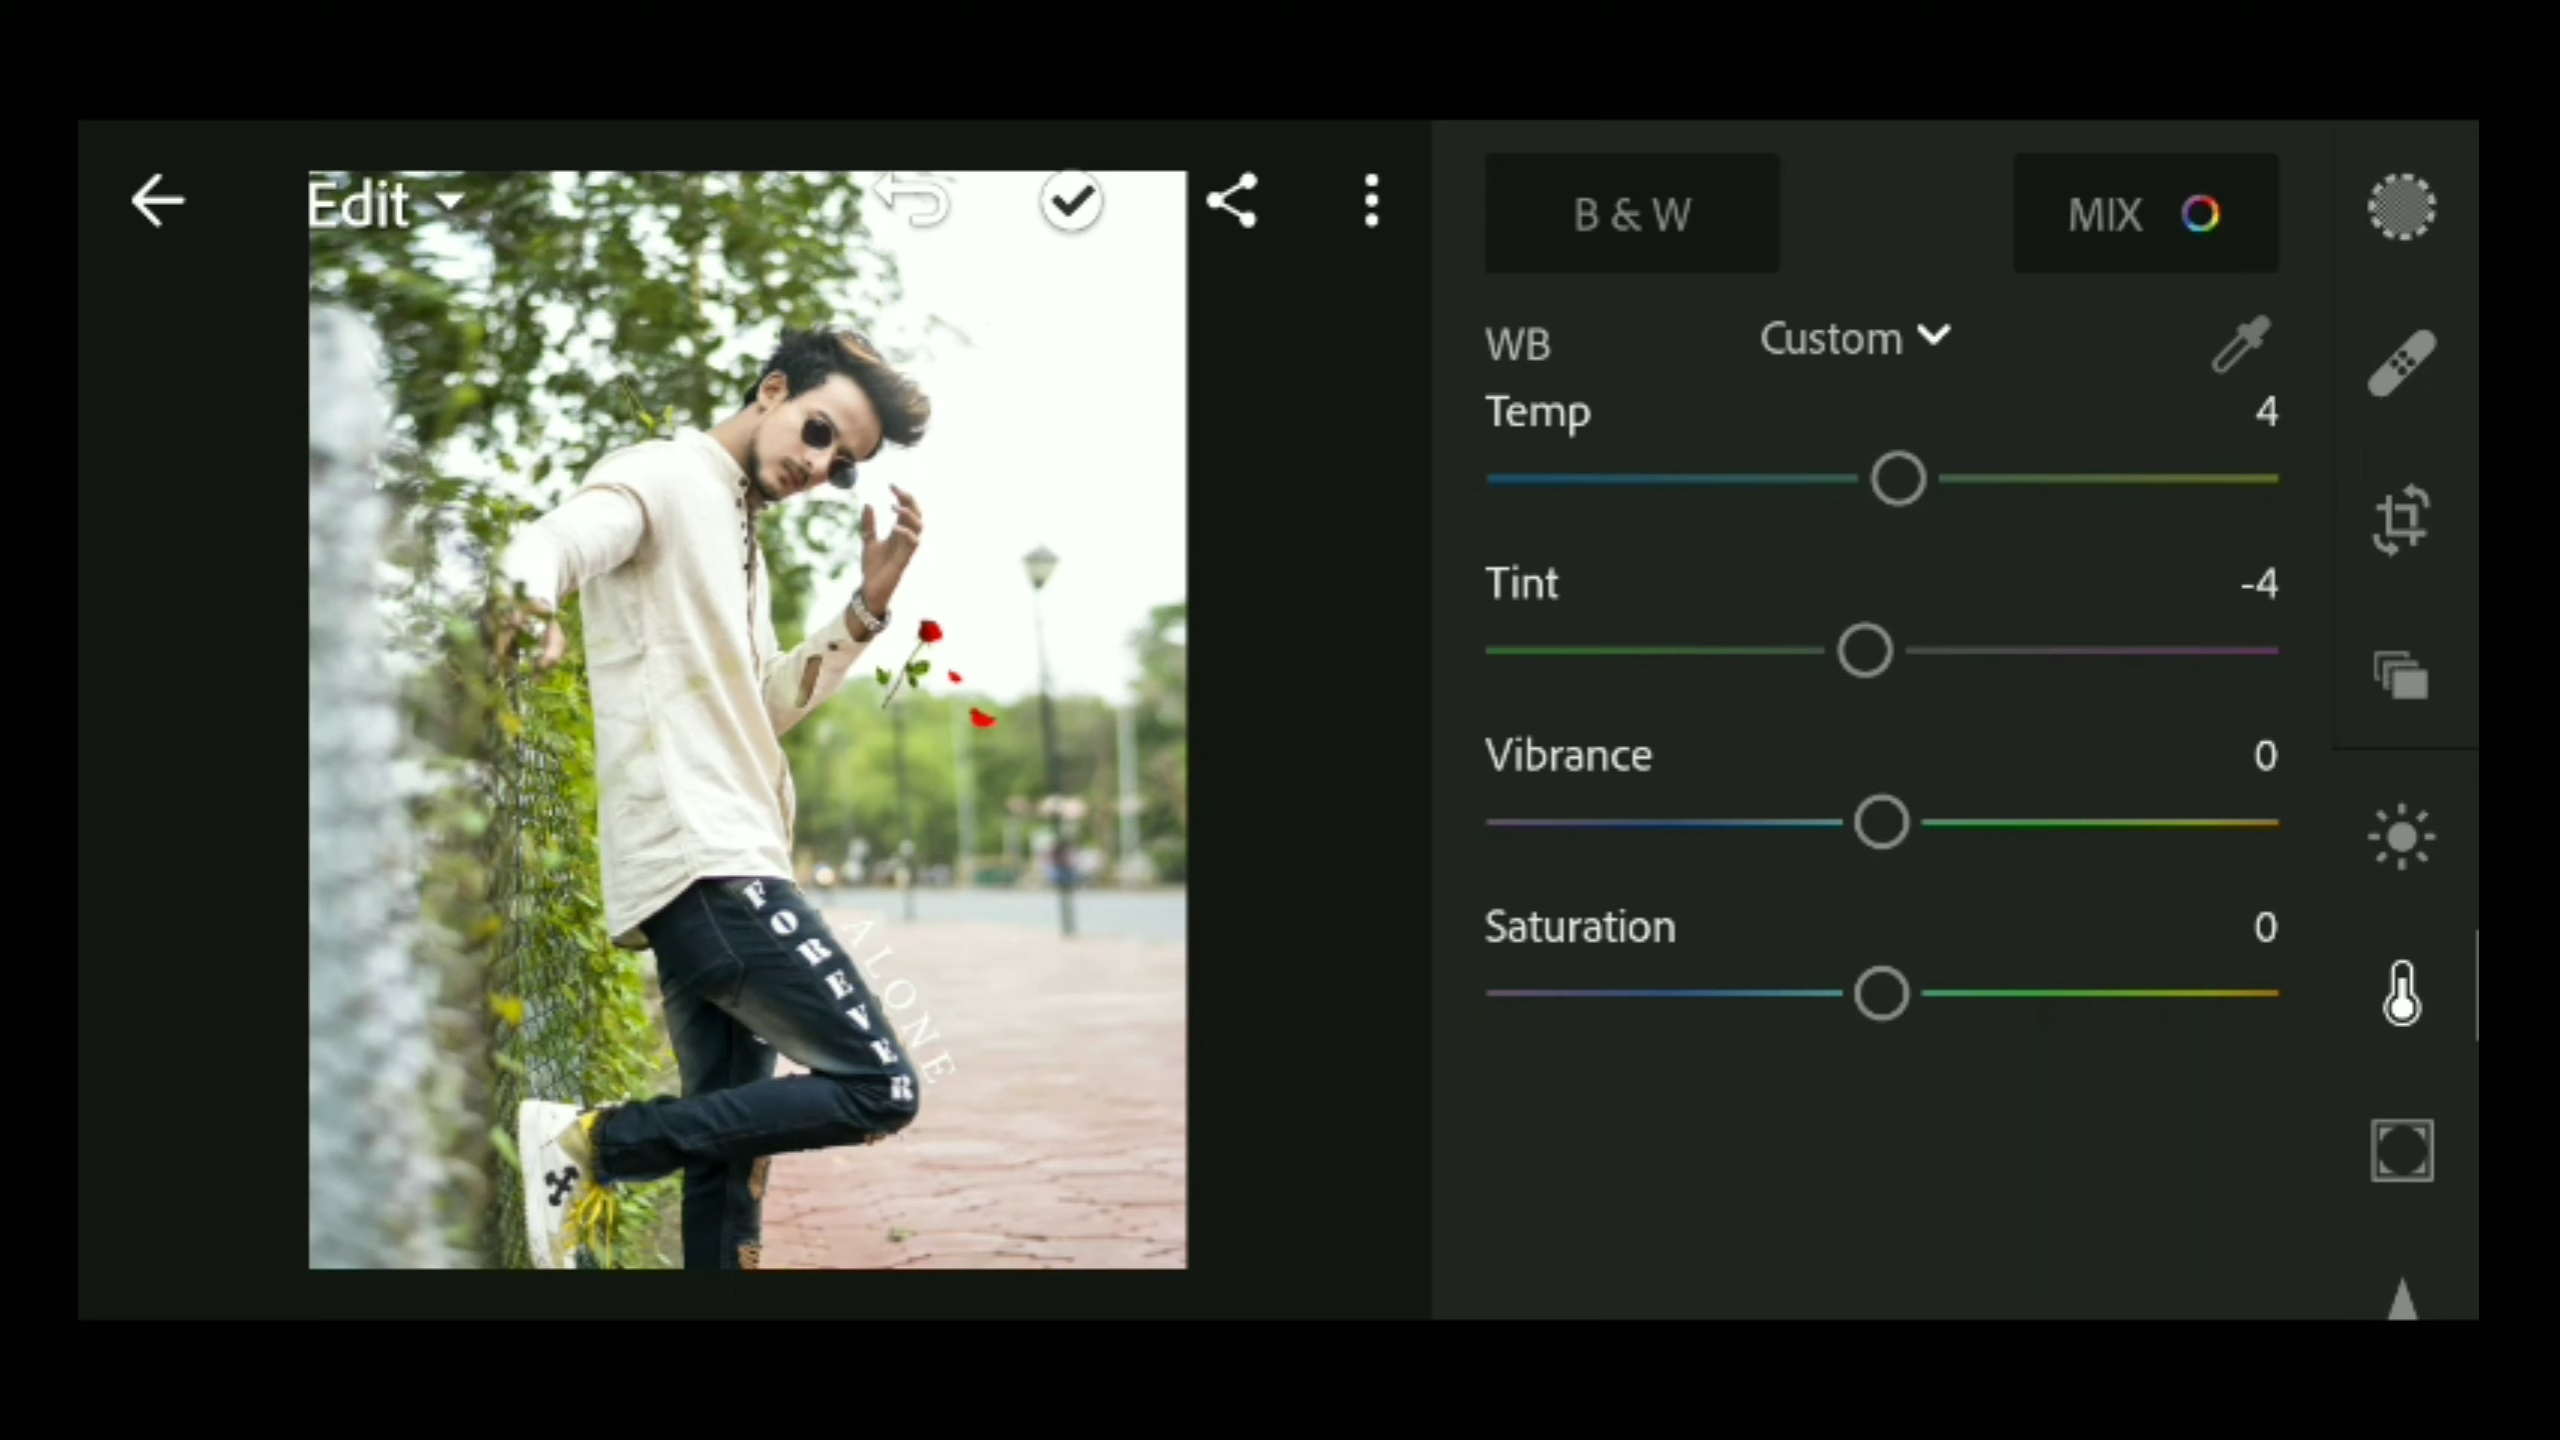 Edit
B & W
MIX
WB
Custom
Temp
4
Tint
-4
Vibrance
0
Saturation
0
FOREVER
ALONE